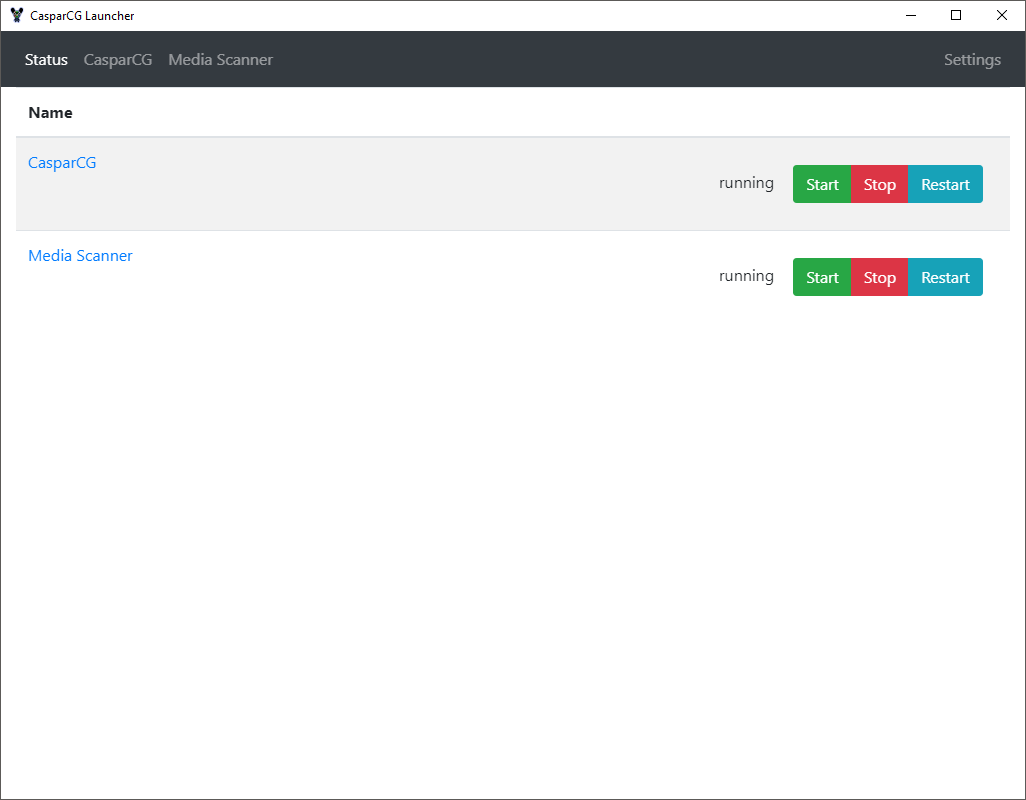 CasparCG Launcher
Status CasparCG Media Scanner Settings
Name
CasparCG
running Start Stop Restart
Media Scanner
running Start Stop Restart